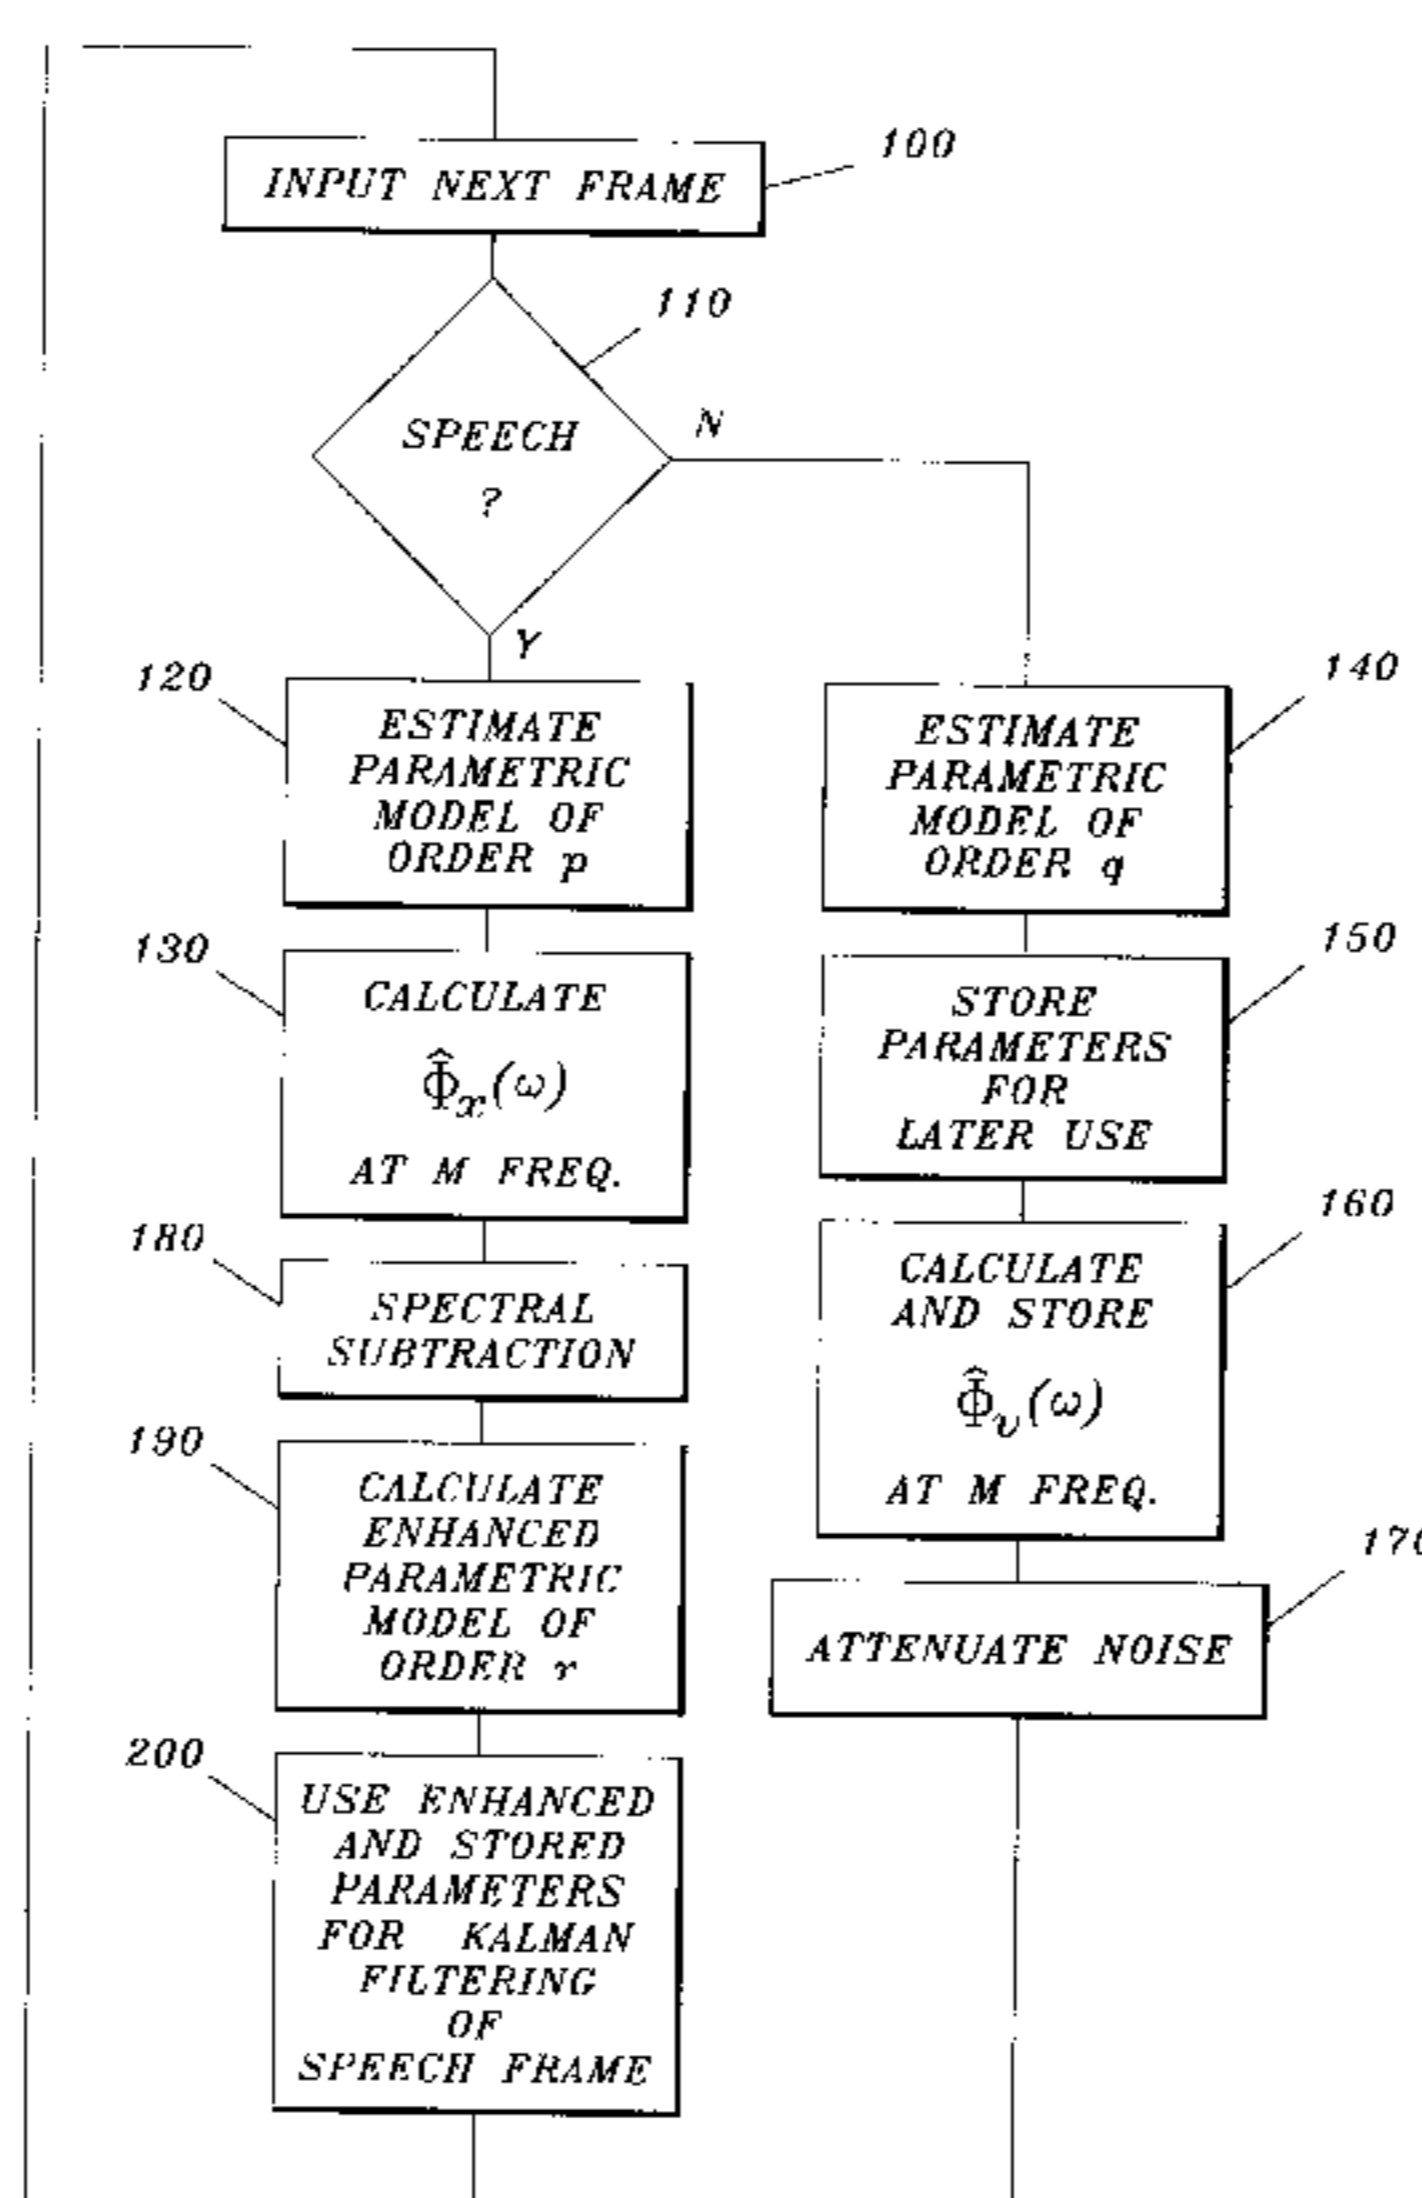 100
INPUT NEXT FRAME
110
SPEECH
?
N
Y
120
ESTIMATE
PARAMETRIC
MODEL OF
ORDER p
130
CALCULATE
Φ̂x(ω)
AT M FREQ.
180
SPECTRAL
SUBTRACTION
190
CALCULATE
ENHANCED
PARAMETRIC
MODEL OF
ORDER r
200
USE ENHANCED
AND STORED
PARAMETERS
FOR KALMAN
FILTERING
OF
SPEECH FRAME
140
ESTIMATE
PARAMETRIC
MODEL OF
ORDER q
150
STORE
PARAMETERS
FOR
LATER USE
160
CALCULATE
AND STORE
Φ̂v(ω)
AT M FREQ.
170
ATTENUATE NOISE